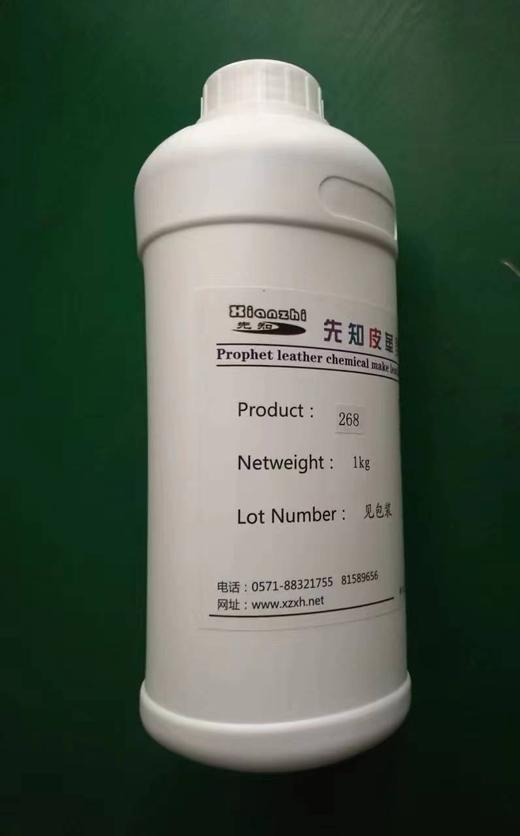 Xianzhi
先知
先知皮革
Prophet leather chemical make
Product： 268
Netweight： 1kg
Lot Number： 见包装
电话：0571-88321755 81589656
网址：www.xzxh.net